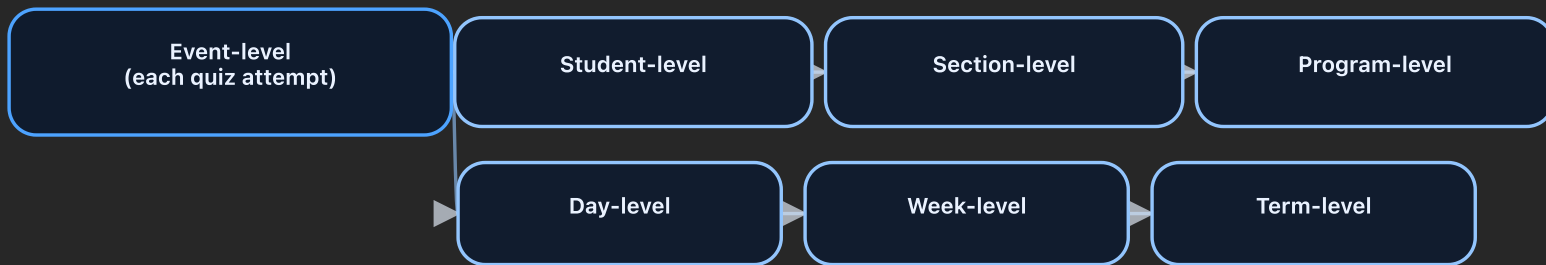 Event-level
(each quiz attempt)
Student-level
Section-level
Program-level
Day-level
Week-level
Term-level